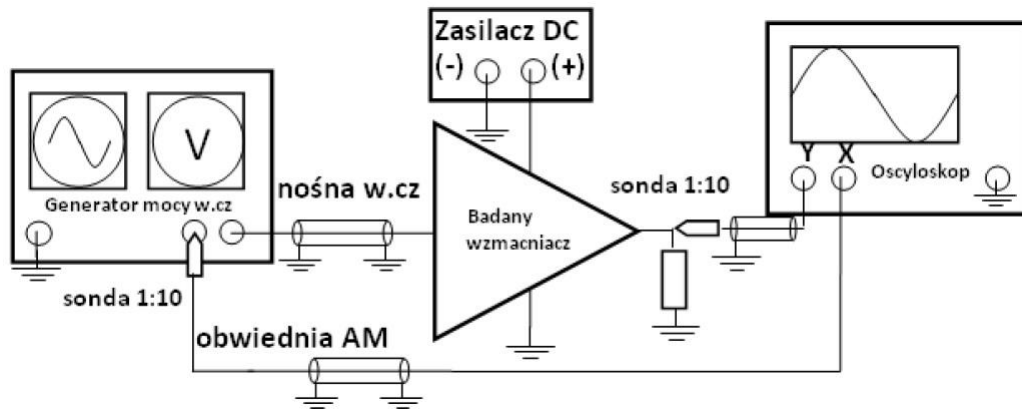 Zasilacz DC
(-) (+)
V
Generator mocy w.cz
nośna w.cz
Badany
wzmacniacz
sonda 1:10
Y X
Oscyloskop
sonda 1:10
obwiednia AM